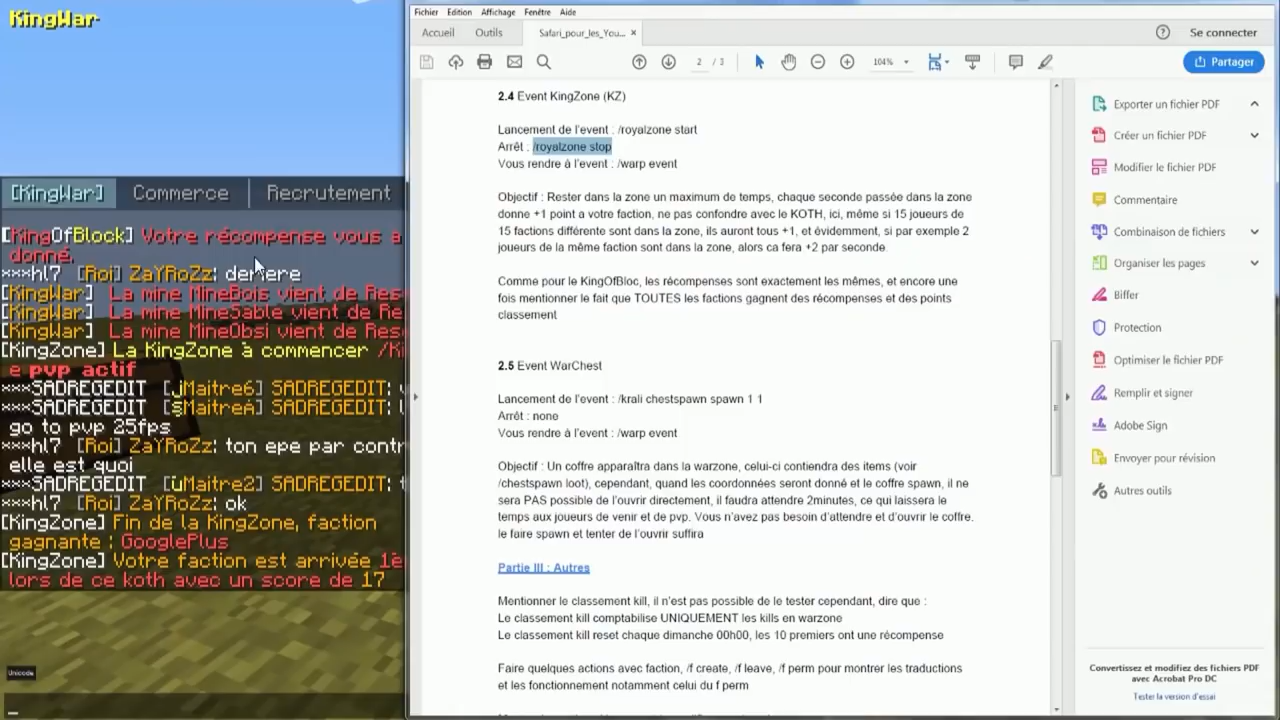 KingWar
[KingWar]
Commerce
Recrutement
[KingOfBlock] Votre récompense vous a
donné.
×××hl7 [Roi] ZaYRoZz: derniere
[KingWar] La mine MineBois vient de Rese
[KingWar] La mine MineSable vient de Re
[KingWar] La mine MineObsi vient de Rese
[KingZone] La KingZone à commencer /Ki
e pvp actif
×××SADREGEDIT [jMaitre6] SADREGEDIT:
×××SADREGEDIT [sMaitreA] SADREGEDIT:
go to pvp 25fps
×××hl7 [Roi] ZaYRoZz: ton epe par contr
elle est quoi
×××SADREGEDIT [ùMaitre2] SADREGEDIT:
×××hl7 [Roi] ZaYRoZz: ok
[KingZone] Fin de la KingZone, faction
gagnante : GooglePlus
[KingZone] Votre faction est arrivée 1è
lors de ce koth avec un score de 17
Unicode
Fichier Edition Affichage Fenêtre Aide
Accueil
Outils
Safari_pour_les_You... ×
Se connecter
2 / 3
104%
Partager
2.4 Event KingZone (KZ)
Lancement de l'event : /royalzone start
Arrêt : /royalzone stop
Vous rendre à l'event : /warp event
Objectif : Rester dans la zone un maximum de temps, chaque seconde passée dans la zone
donne +1 point a votre faction, ne pas confondre avec le KOTH, ici, même si 15 joueurs de
15 factions différente sont dans la zone, ils auront tous +1, et évidemment, si par exemple 2
joueurs de la même faction sont dans la zone, alors ca fera +2 par seconde.
Comme pour le KingOfBloc, les récompenses sont exactement les mêmes, et encore une
fois mentionner le fait que TOUTES les factions gagnent des récompenses et des points
classement
2.5 Event WarChest
Lancement de l'event : /krali chestspawn spawn 1 1
Arrêt : none
Vous rendre à l'event : /warp event
Objectif : Un coffre apparaîtra dans la warzone, celui-ci contiendra des items (voir
/chestspawn loot), cependant, quand les coordonnées seront donné et le coffre spawn, il ne
sera PAS possible de l'ouvrir directement, il faudra attendre 2minutes, ce qui laissera le
temps aux joueurs de venir et de pvp. Vous n'avez pas besoin d'attendre et d'ouvrir le coffre.
le faire spawn et tenter de l'ouvrir suffira
Partie III : Autres
Mentionner le classement kill, il n'est pas possible de le tester cependant, dire que :
Le classement kill comptabilise UNIQUEMENT les kills en warzone
Le classement kill reset chaque dimanche 00h00, les 10 premiers ont une récompense
Faire quelques actions avec faction, /f create, /f leave, /f perm pour montrer les traductions
et les fonctionnement notamment celui du f perm
Exporter un fichier PDF
Créer un fichier PDF
Modifier le fichier PDF
Commentaire
Combinaison de fichiers
Organiser les pages
Biffer
Protection
Optimiser le fichier PDF
Remplir et signer
Adobe Sign
Envoyer pour révision
Autres outils
Convertissez et modifiez des fichiers PDF
avec Acrobat Pro DC
Tester la version d'essai